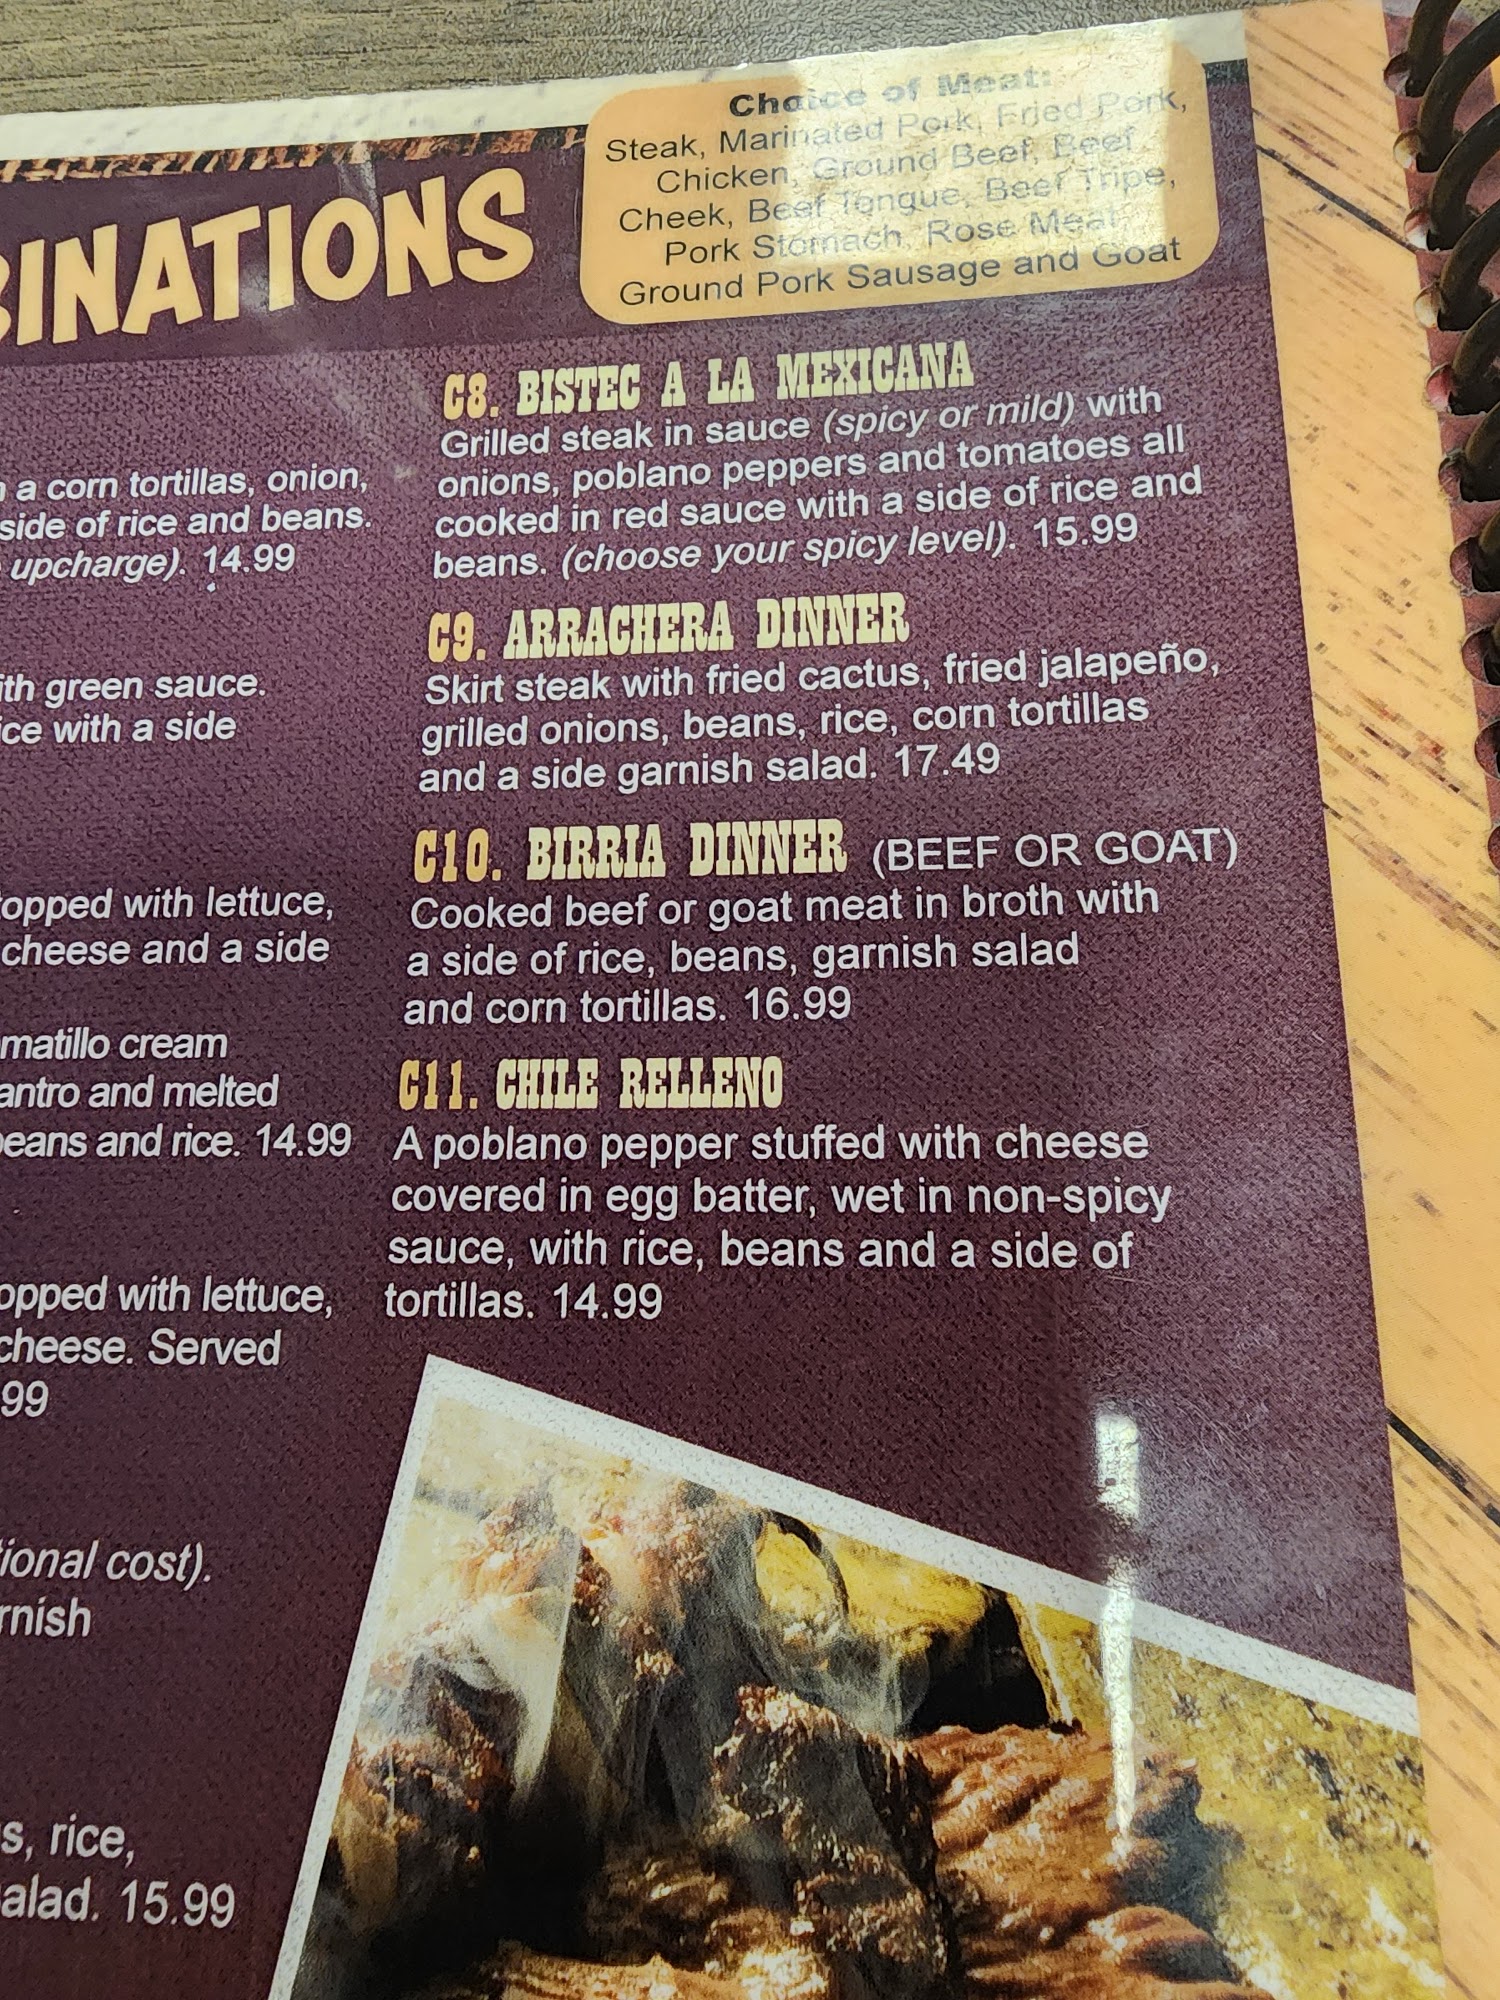 BINATIONS
Choice of Meat:
Steak, Marinated Pork, Fried Pork,
Chicken, Ground Beef, Beef
Cheek, Beef Tongue, Beef Tripe,
Pork Stomach, Rose Meat,
Ground Pork Sausage and Goat
a corn tortillas, onion,
side of rice and beans.
upcharge). 14.99
ith green sauce.
ice with a side
opped with lettuce,
cheese and a side
matillo cream
antro and melted
beans and rice. 14.99
opped with lettuce,
cheese. Served
99
tional cost).
rnish
s, rice,
alad. 15.99
C8. BISTEC A LA MEXICANA
Grilled steak in sauce (spicy or mild) with
onions, poblano peppers and tomatoes all
cooked in red sauce with a side of rice and
beans. (choose your spicy level). 15.99
C9. ARRACHERA DINNER
Skirt steak with fried cactus, fried jalapeño,
grilled onions, beans, rice, corn tortillas
and a side garnish salad. 17.49
C10. BIRRIA DINNER (BEEF OR GOAT)
Cooked beef or goat meat in broth with
a side of rice, beans, garnish salad
and corn tortillas. 16.99
C11. CHILE RELLENO
A poblano pepper stuffed with cheese
covered in egg batter, wet in non-spicy
sauce, with rice, beans and a side of
tortillas. 14.99